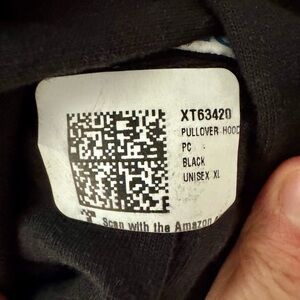 XT63420
PULLOVER HOOD
PC
BLACK
UNISEX XL
Scan with the Amazon